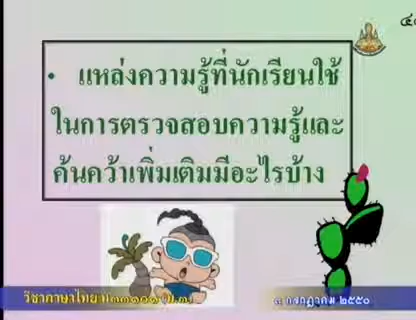 • แหล่งความรู้ที่นักเรียนใช้
ในการตรวจสอบความรู้และ
ค้นคว้าเพิ่มเติมมีอะไรบ้าง
วิชาภาษาไทย
กรกฎาคม ๒๕๕๐